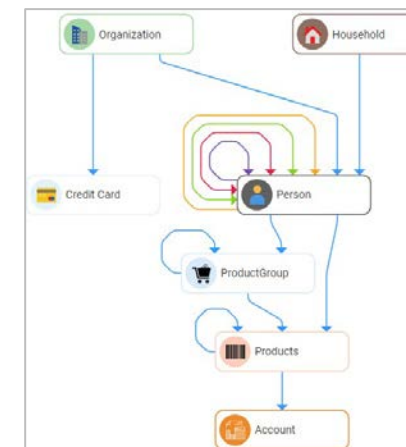 Organization
Household
Credit Card
Person
ProductGroup
Products
Account